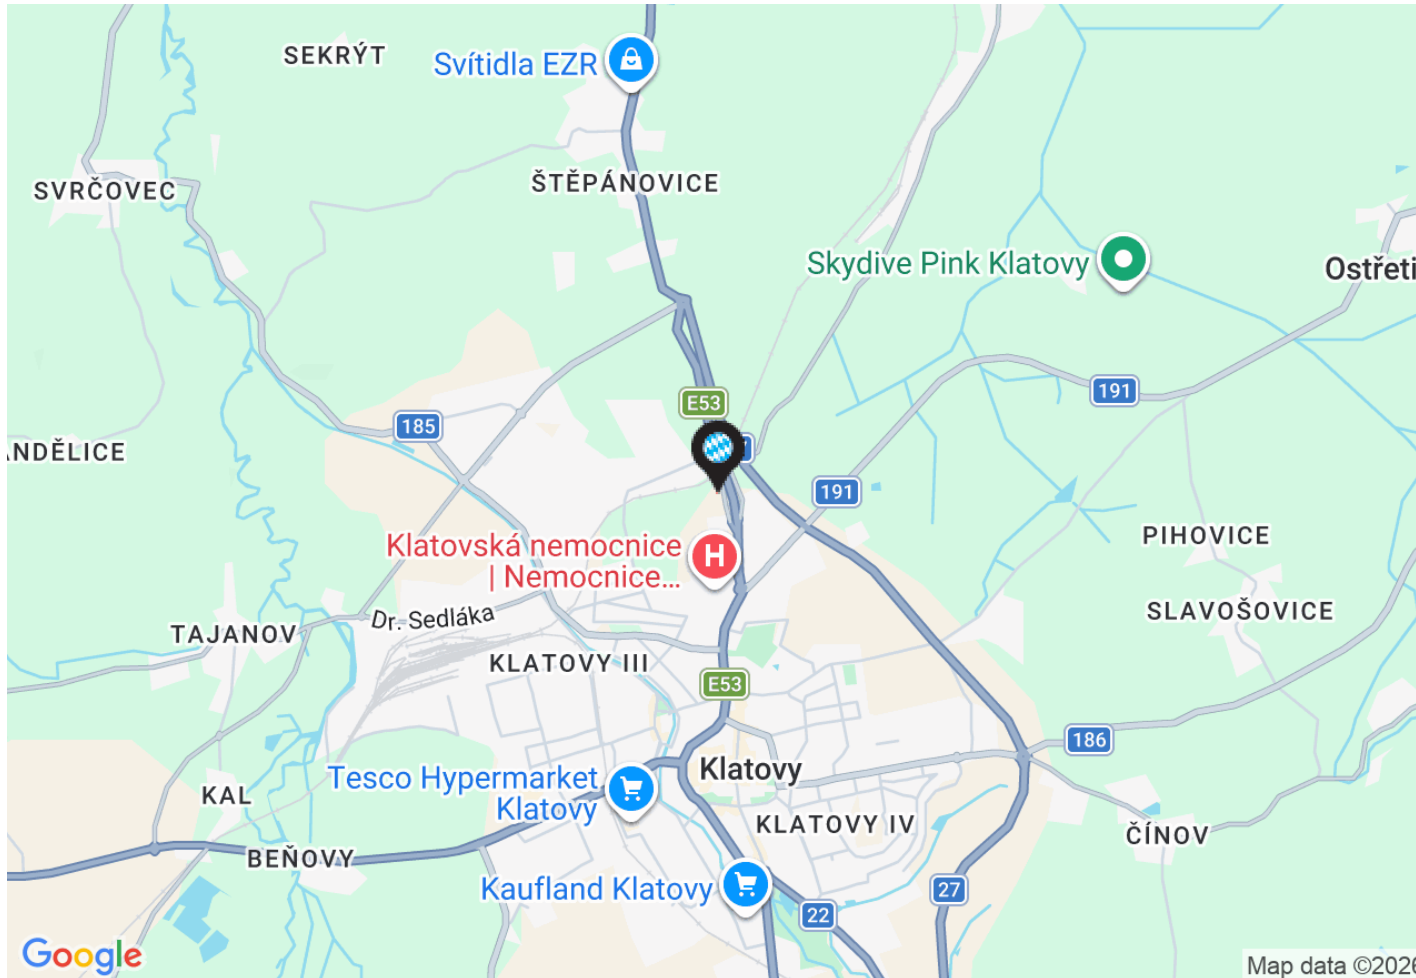 SEKRÝT
Svítidla EZR
SVRČOVEC
ŠTĚPÁNOVICE
Skydive Pink Klatovy
Ostřeti
191
E53
185
ANDĚLICE
191
Klatovská nemocnice
| Nemocnice...
H
PIHOVICE
SLAVOŠOVICE
Dr. Sedláka
TAJANOV
KLATOVY III
E53
186
Klatovy
Tesco Hypermarket
Klatovy
KAL
KLATOVY IV
ČÍNOV
BEŇOVY
Kaufland Klatovy
27
22
Google
Map data ©2026